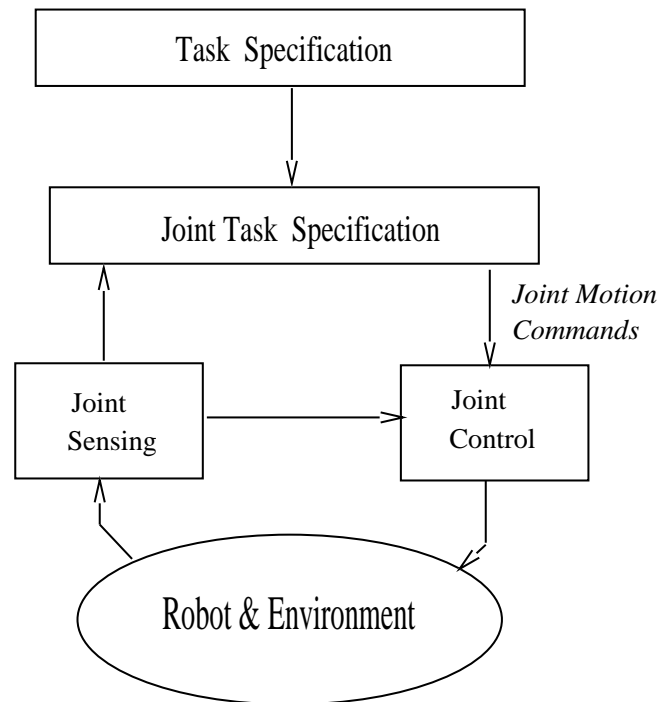 Task Specification
Joint Task Specification
Joint Motion
Commands
Joint
Sensing
Joint
Control
Robot & Environment